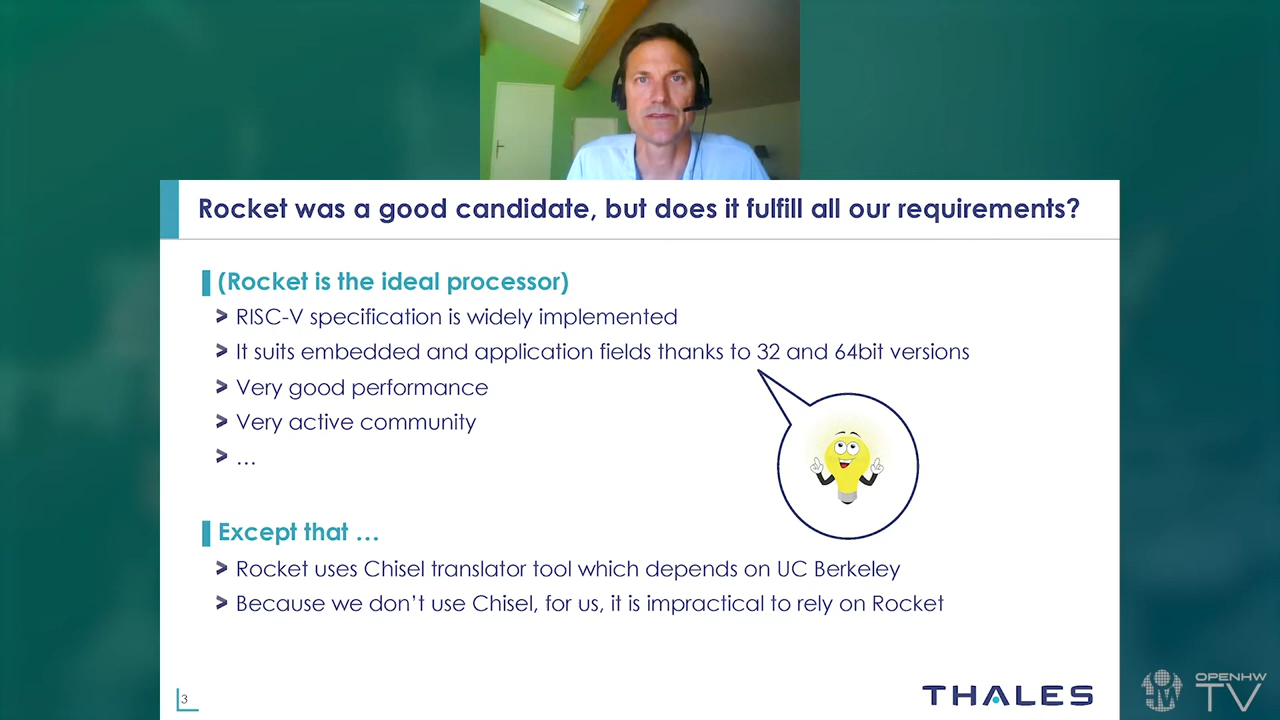 Rocket was a good candidate, but does it fulfill all our requirements?
(Rocket is the ideal processor)
> RISC-V specification is widely implemented
> It suits embedded and application fields thanks to 32 and 64bit versions
> Very good performance
> Very active community
> …
Except that …
> Rocket uses Chisel translator tool which depends on UC Berkeley
> Because we don't use Chisel, for us, it is impractical to rely on Rocket
3
THALES
OPENHW
TV